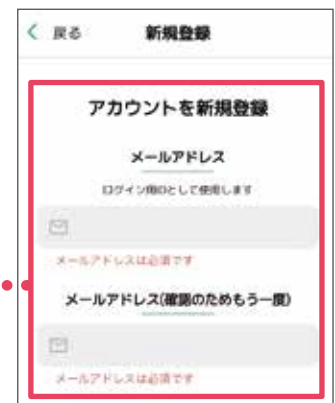 戻る 新規登録
アカウントを新規登録
メールアドレス
ログイン用IDとして使用します
メールアドレスは必須です
メールアドレス(確認のためもう一度)
メールアドレスは必須です